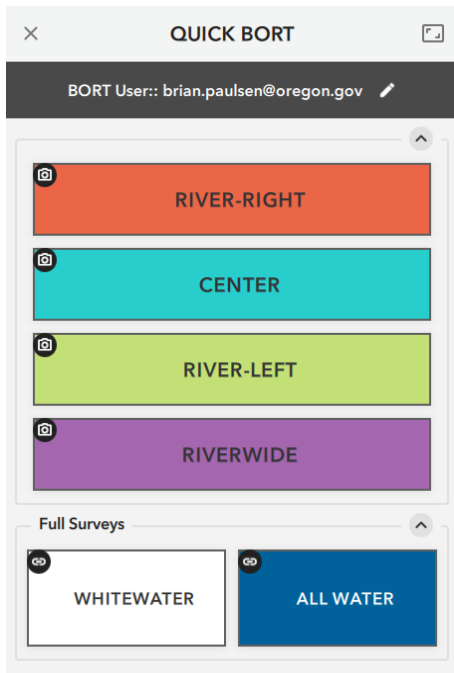 QUICK BORT
BORT User:: brian.paulsen@oregon.gov
RIVER-RIGHT
CENTER
RIVER-LEFT
RIVERWIDE
Full Surveys
WHITEWATER
ALL WATER